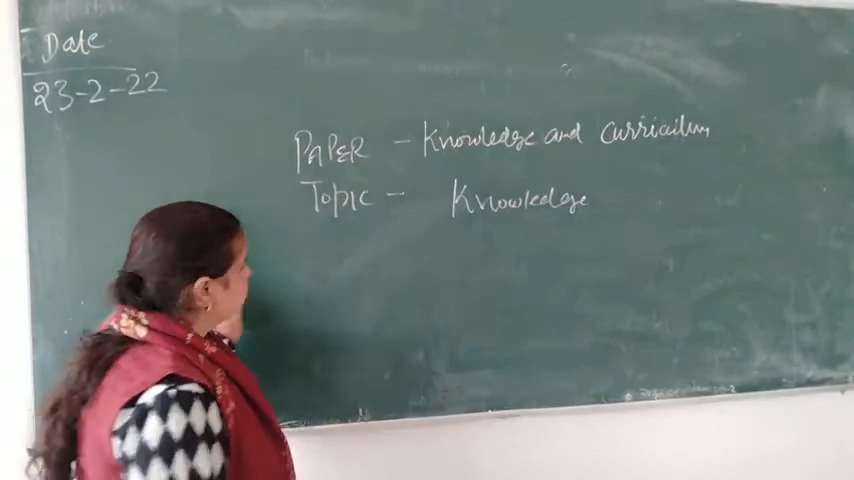 Date
23-2-22
PAPER - Knowledge and curriculum
Topic - Knowledge